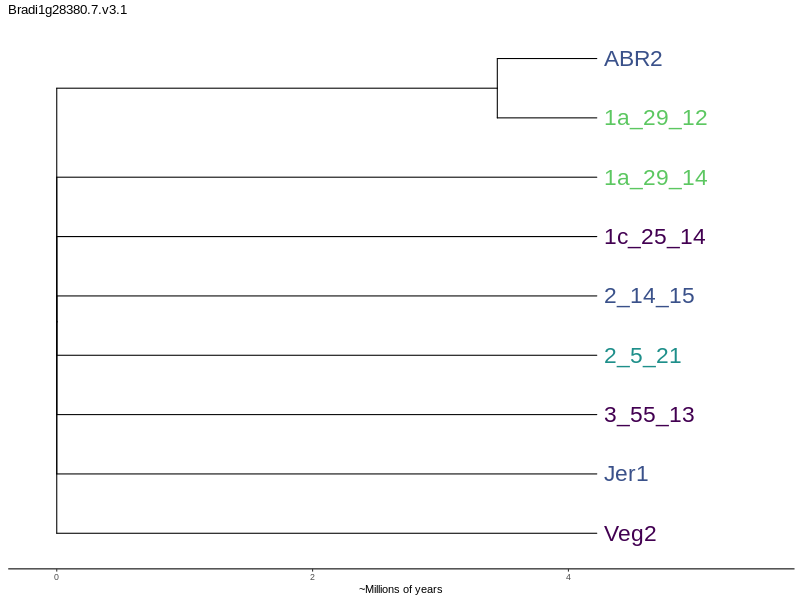 Bradi1g28380.7.v3.1
ABR2
1a_29_12
1a_29_14
1c_25_14
2_14_15
2_5_21
3_55_13
Jer1
Veg2
0 2 4
~Millions of years